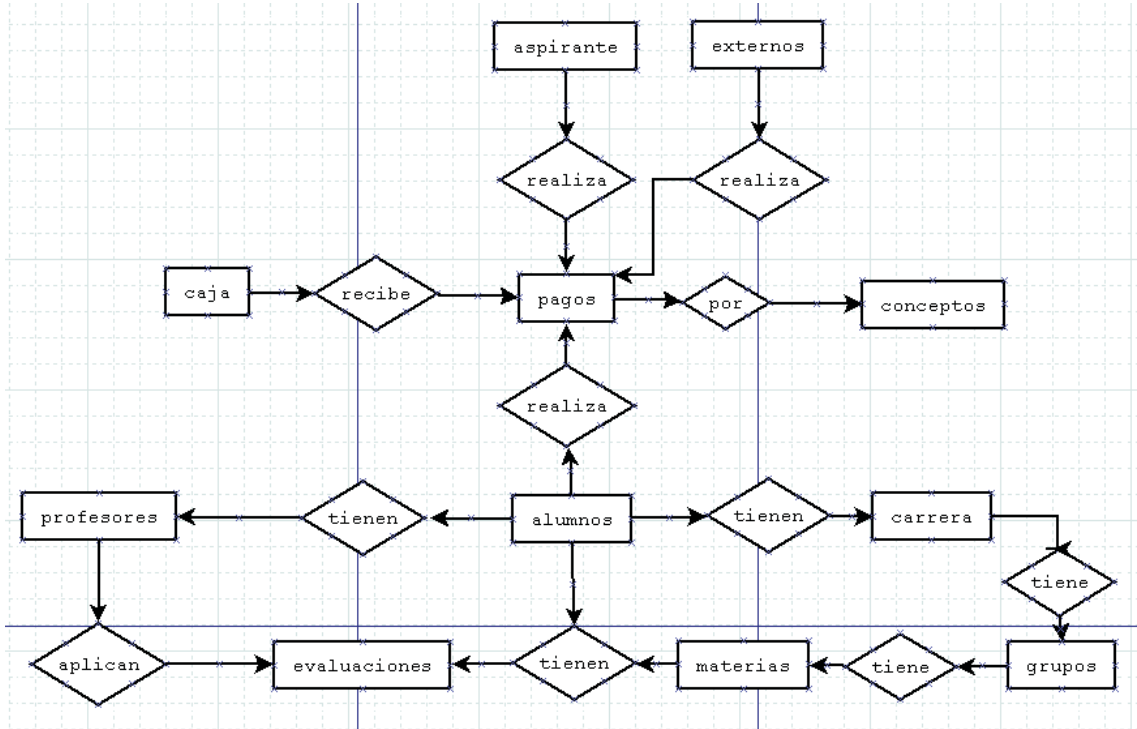 aspirante
externos
realiza
realiza
caja
recibe
pagos
por
conceptos
realiza
profesores
tienen
alumnos
tienen
carrera
tiene
aplican
evaluaciones
tienen
materias
tiene
grupos